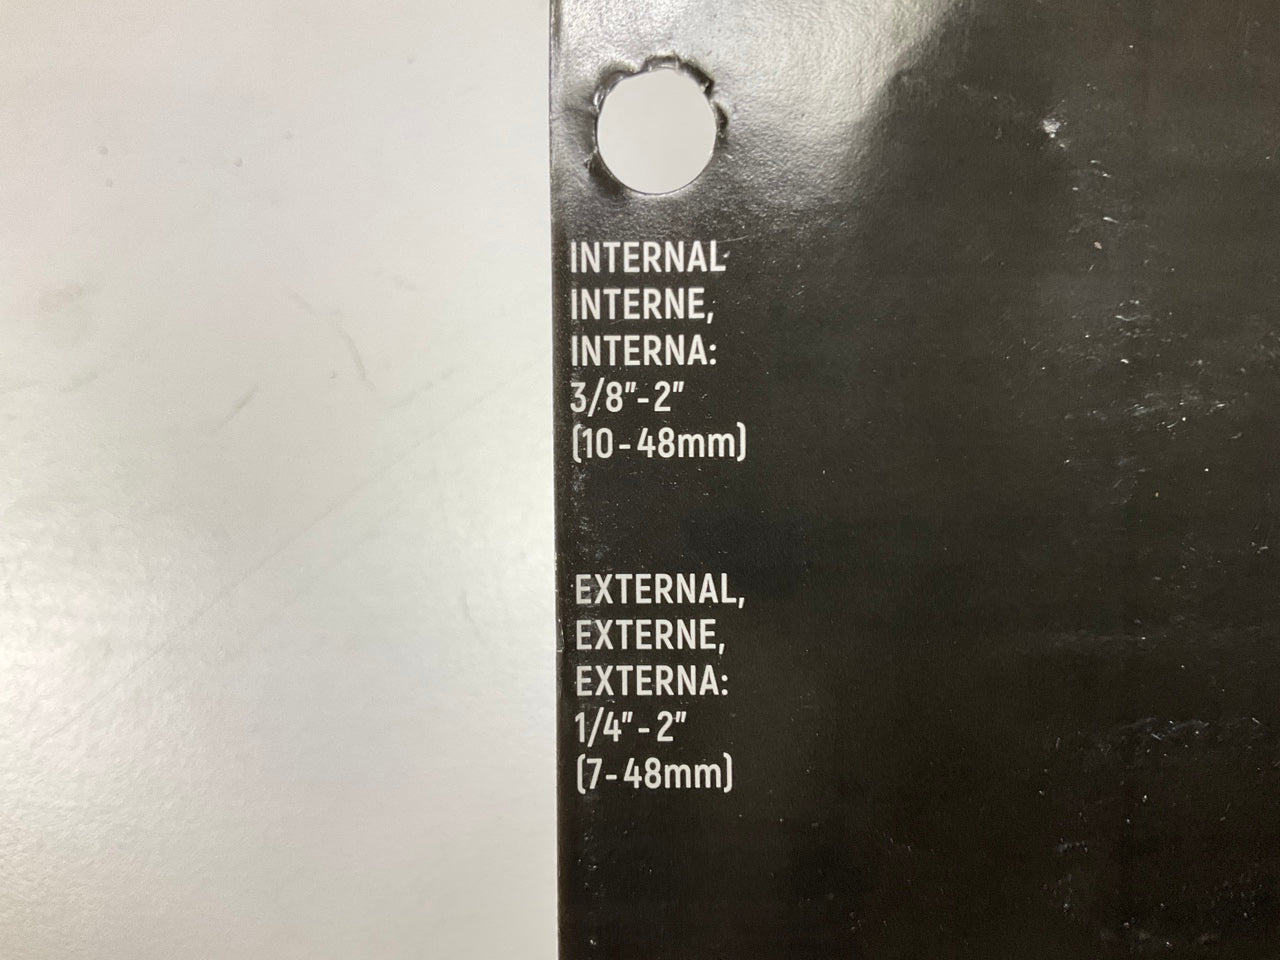 INTERNAL
INTERNE,
INTERNA:
3/8"-2"
(10-48mm)
EXTERNAL,
EXTERNE,
EXTERNA:
1/4"-2"
(7-48mm)